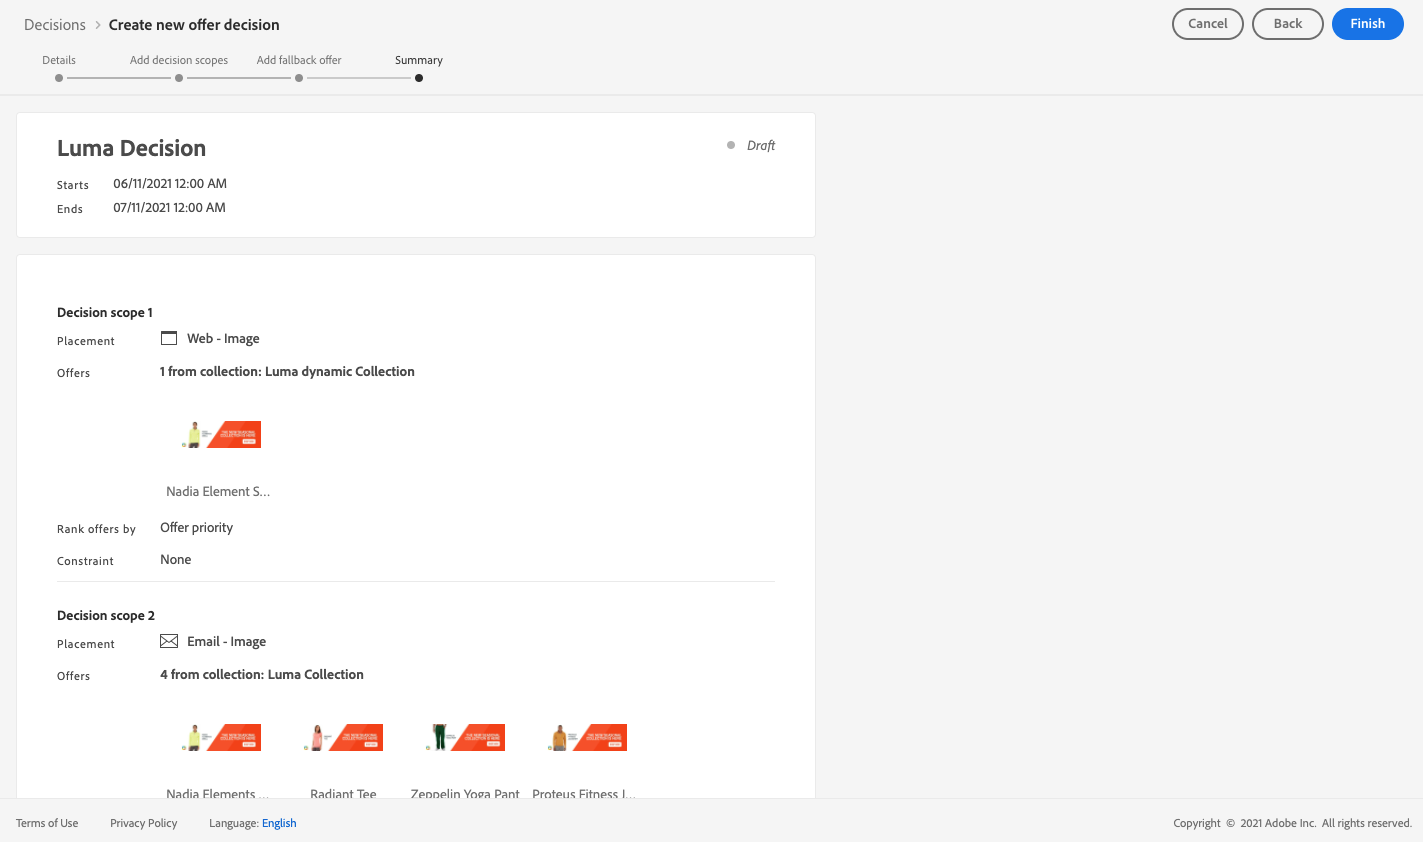 Decisions > Create new offer decision
Cancel
Back
Finish
Details
Add decision scopes
Add fallback offer
Summary
Luma Decision
Draft
Starts 06/11/2021 12:00 AM
Ends 07/11/2021 12:00 AM
Decision scope 1
Placement Web - Image
Offers 1 from collection: Luma dynamic Collection
Nadia Element S...
Rank offers by Offer priority
Constraint None
Decision scope 2
Placement Email - Image
Offers 4 from collection: Luma Collection
Nadia Elements ...
Radiant Tee
Zeppelin Yoga Pant
Proteus Fitness J...
Terms of Use
Privacy Policy
Language: English
Copyright © 2021 Adobe Inc. All rights reserved.